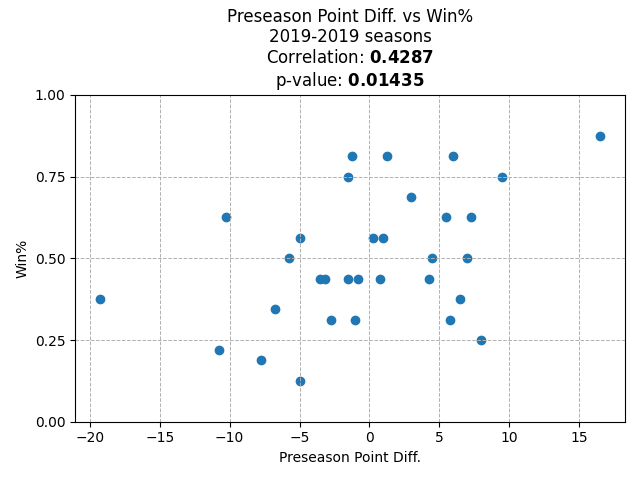 Preseason Point Diff. vs Win%
2019-2019 seasons
Correlation: 0.4287
p-value: 0.01435
1.00
0.75
0.50
0.25
0.00
Win%
−20
−15
−10
−5
0
5
10
15
Preseason Point Diff.